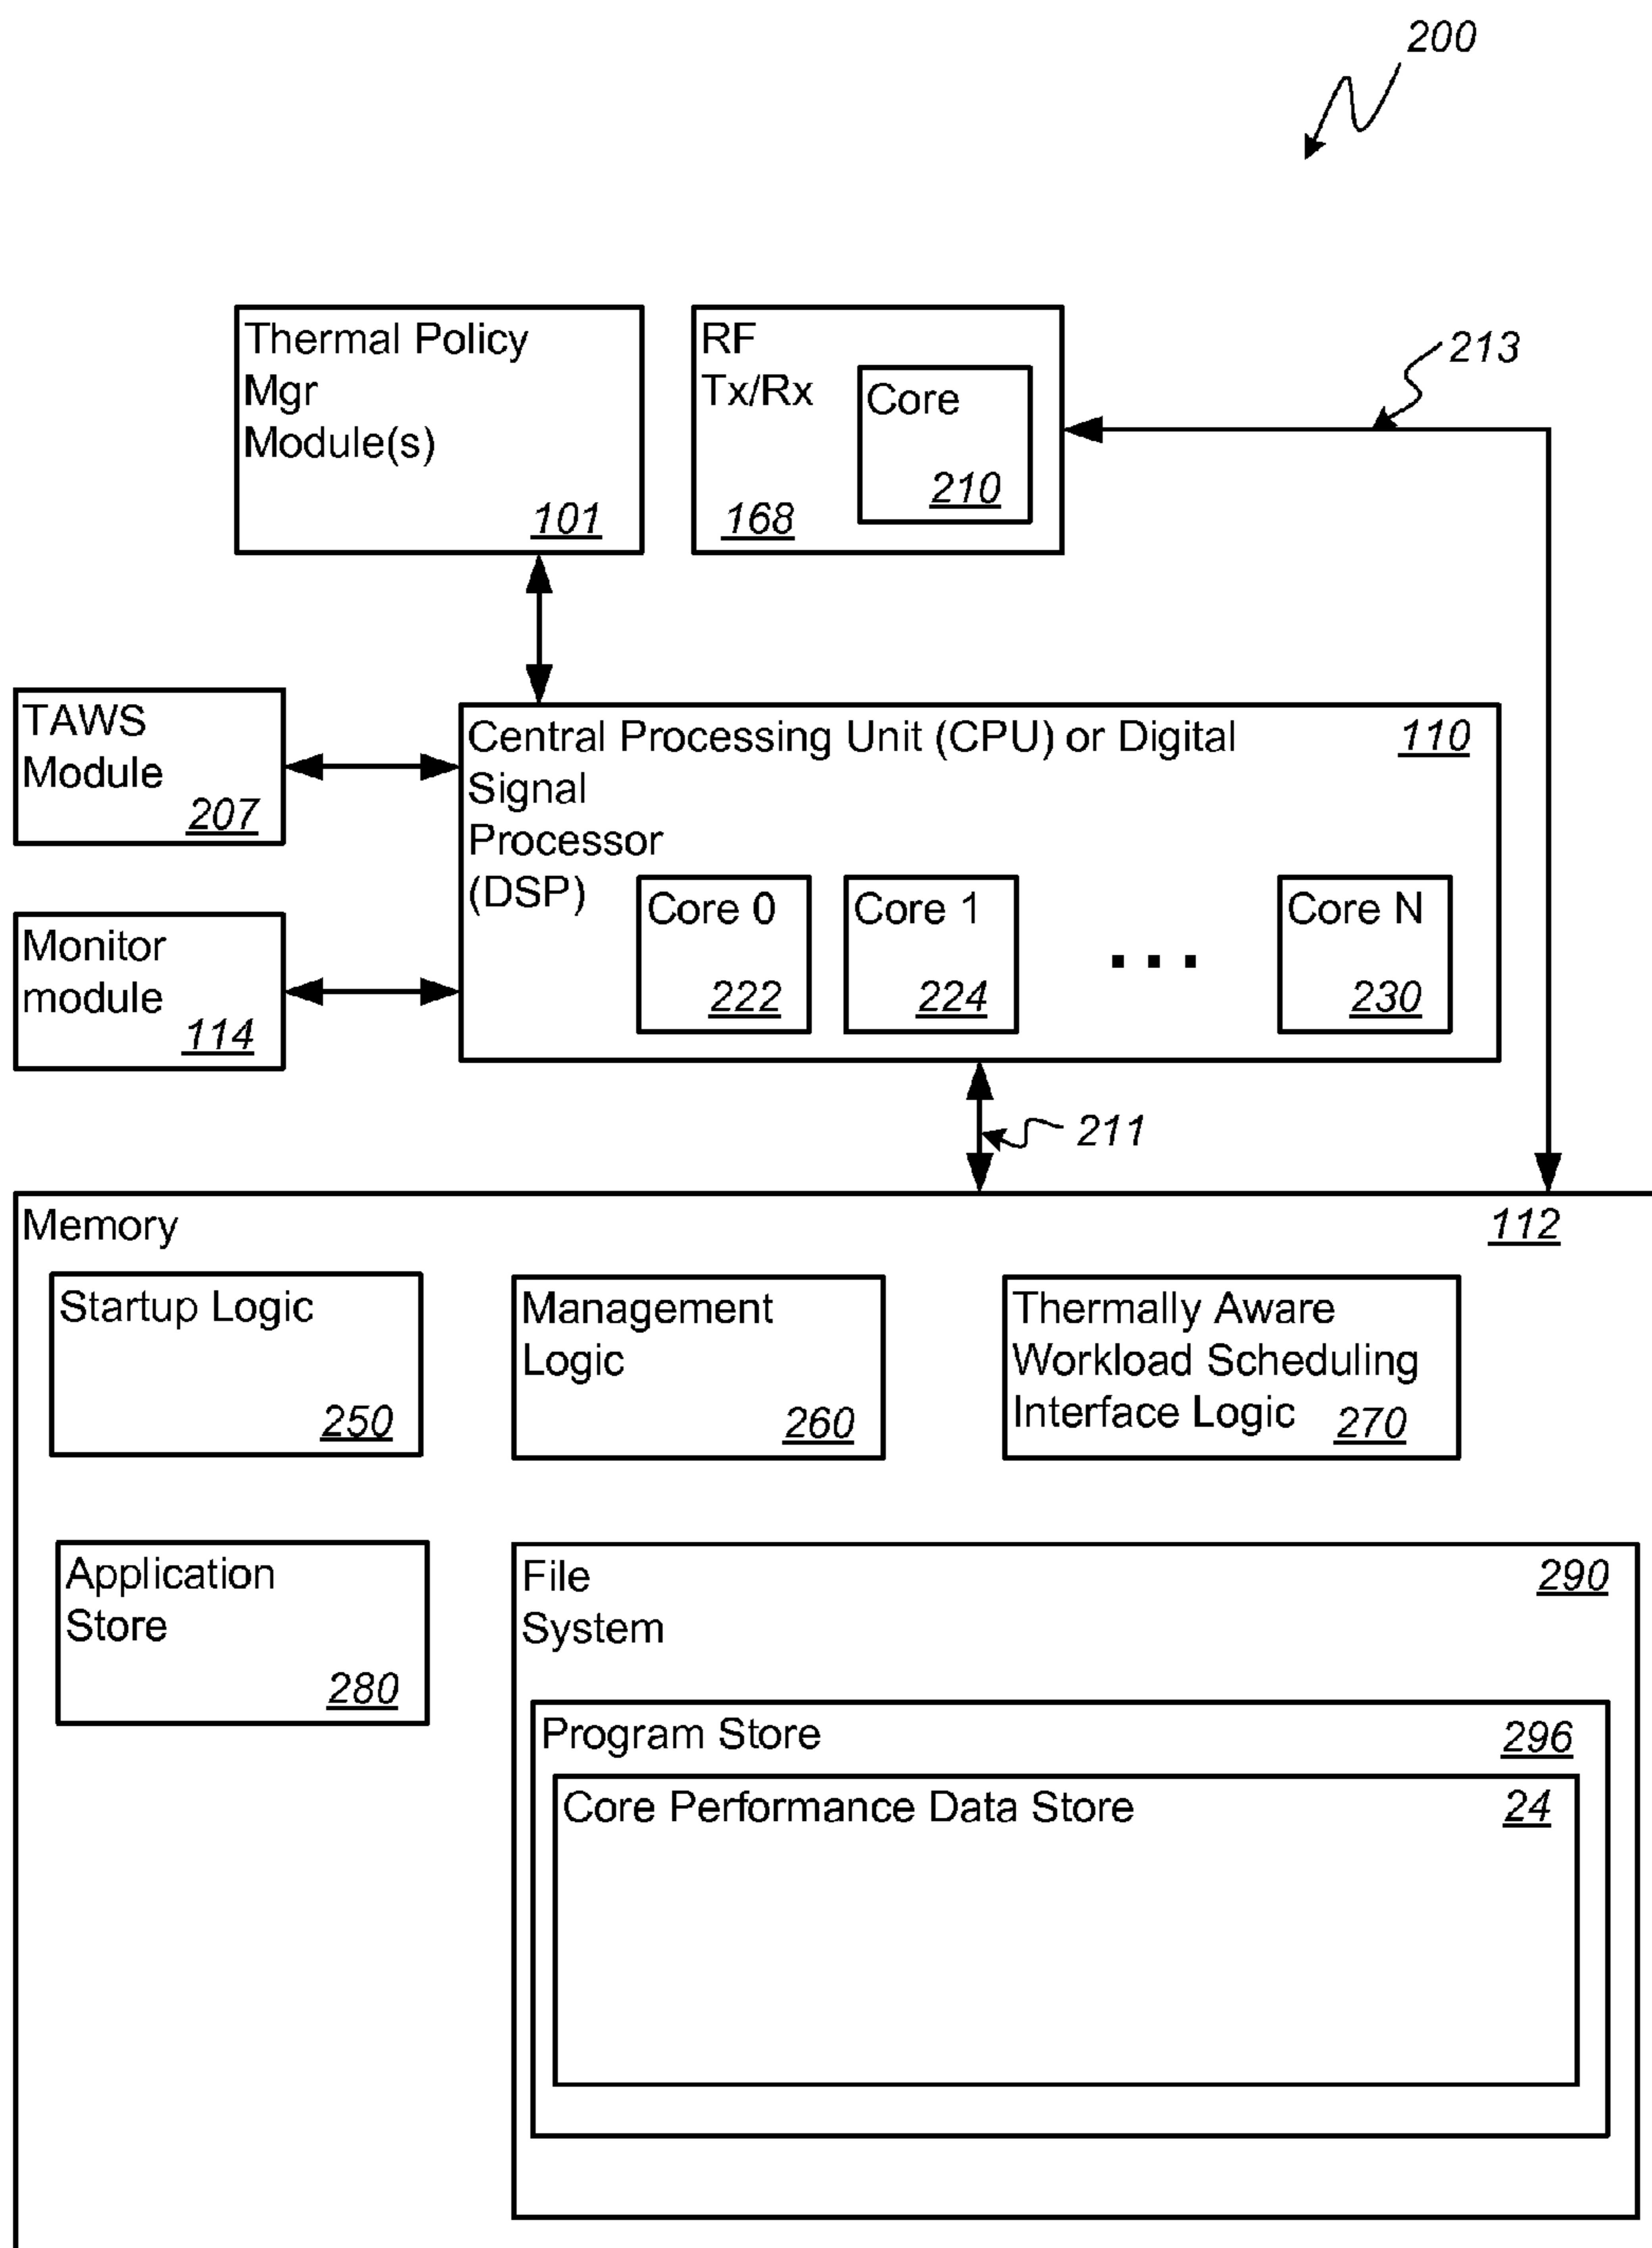 200
Thermal Policy
Mgr
Module(s)
101
RF
Tx/Rx
168
Core
210
213
TAWS
Module
207
Monitor
module
114
Central Processing Unit (CPU) or Digital
Signal
Processor
(DSP)
110
Core 0
222
Core 1
224
...
Core N
230
211
Memory
112
Startup Logic
250
Management
Logic
260
Thermally Aware
Workload Scheduling
Interface Logic
270
Application
Store
280
File
System
290
Program Store
296
Core Performance Data Store
24